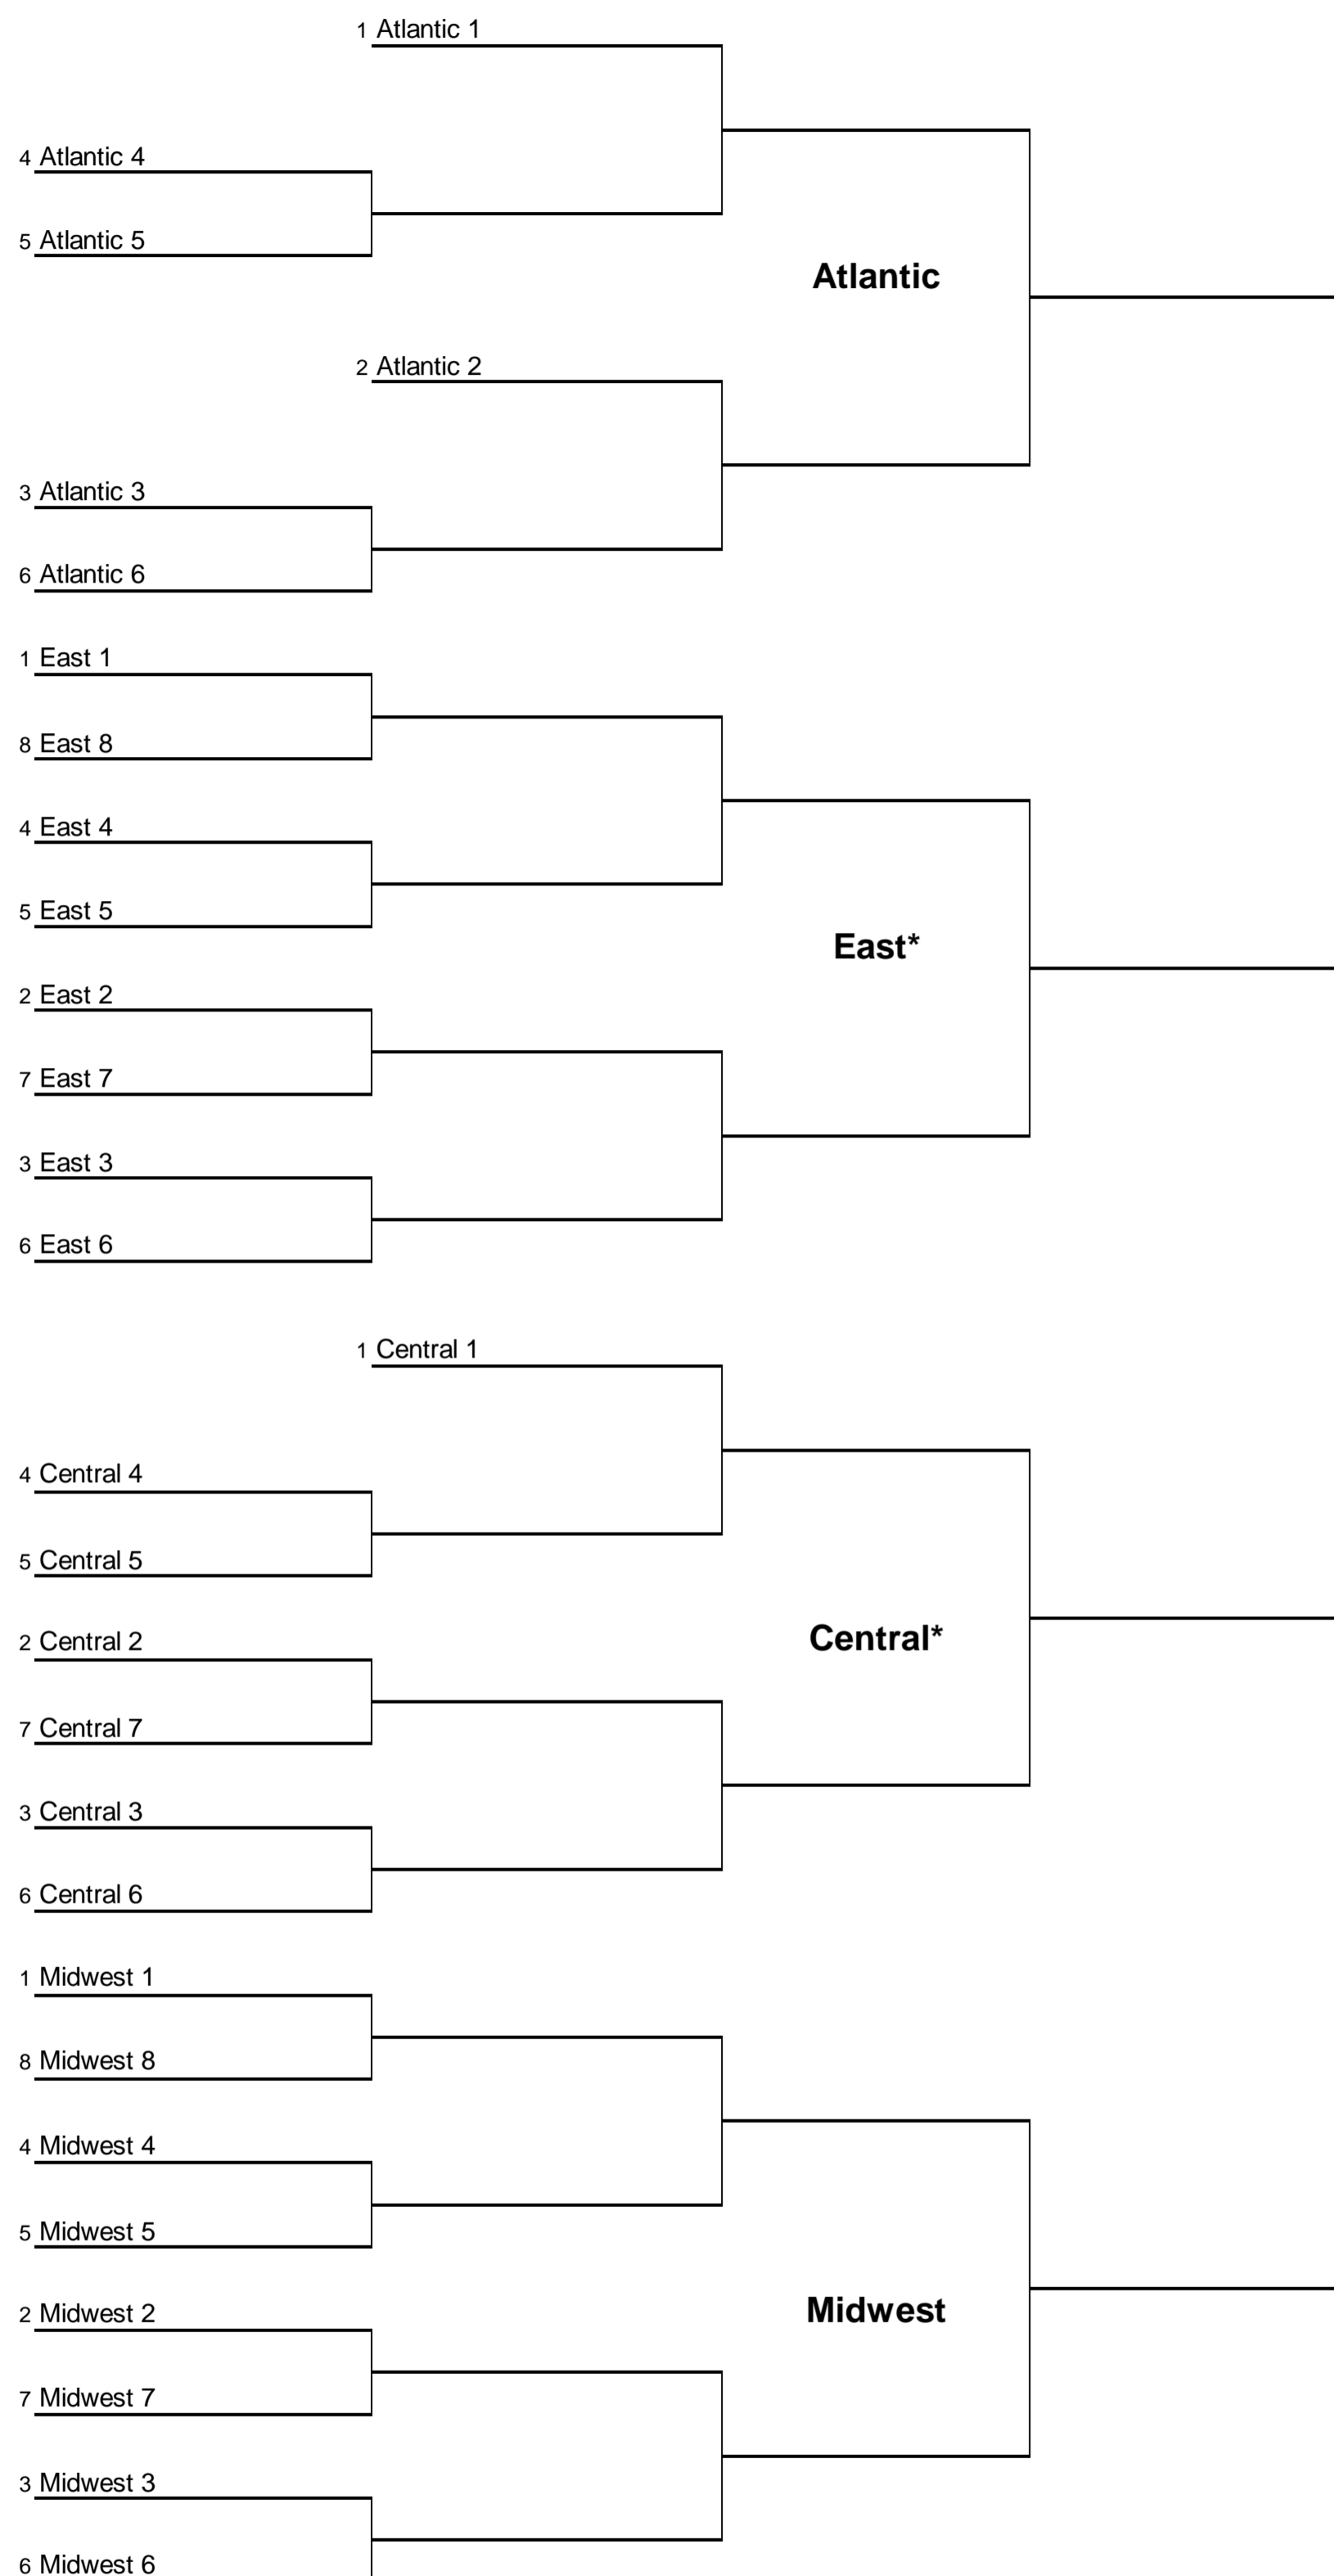 1 Atlantic 1
4 Atlantic 4
5 Atlantic 5
Atlantic
2 Atlantic 2
3 Atlantic 3
6 Atlantic 6
1 East 1
8 East 8
4 East 4
5 East 5
East*
2 East 2
7 East 7
3 East 3
6 East 6
1 Central 1
4 Central 4
5 Central 5
Central*
2 Central 2
7 Central 7
3 Central 3
6 Central 6
1 Midwest 1
8 Midwest 8
4 Midwest 4
5 Midwest 5
Midwest
2 Midwest 2
7 Midwest 7
3 Midwest 3
6 Midwest 6